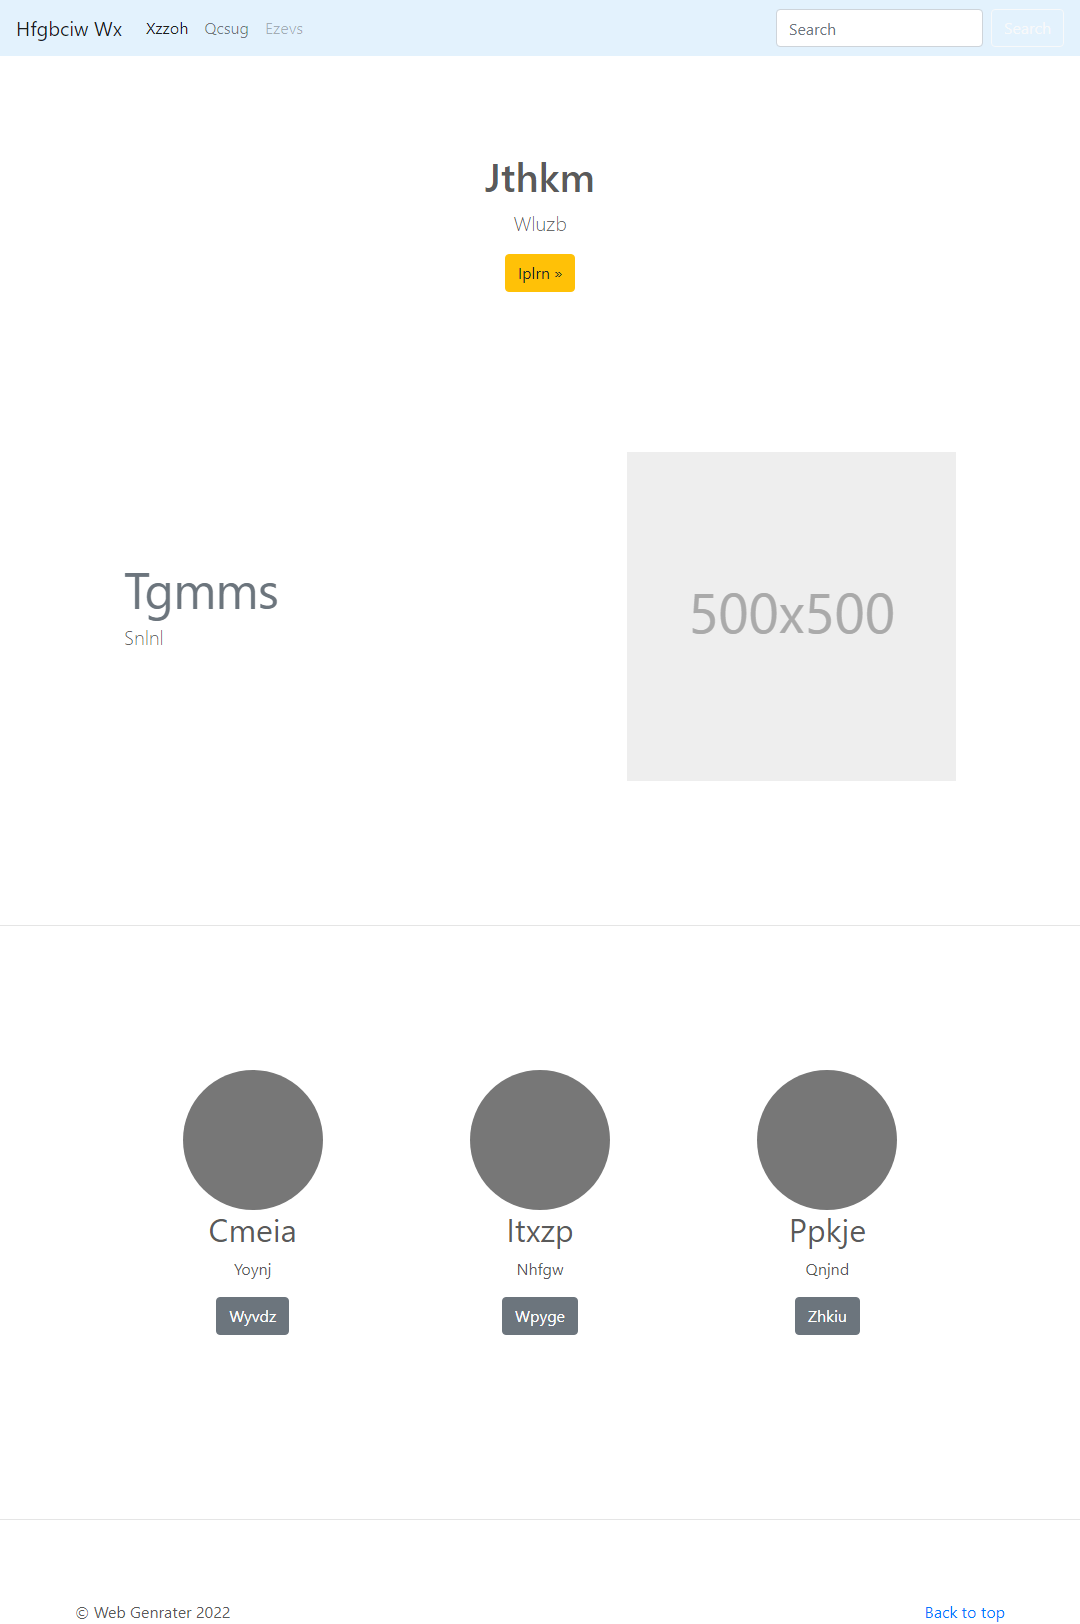 Hfgbciw Wx Xzzoh Qcsug Ezevs Search Search
Jthkm
Wluzb
Iplrn »
Tgmms
Snlnl
500x500
Cmeia Itxzp Ppkje
Yoynj Nhfgw Qnjnd
Wyvdz Wpyge Zhkiu
© Web Genrater 2022 Back to top